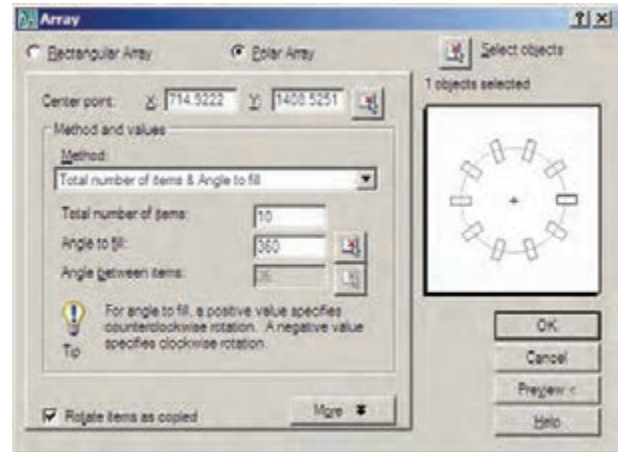 Array
Rectangular Array Polar Array Select objects
1 objects selected
Center point: X: 714.5222 Y: 1408.5251
Method and values
Method:
Total number of items & Angle to fill
Total number of items: 10
Angle to fill: 360
Angle between items: 36
For angle to fill, a positive value specifies
counterclockwise rotation. A negative value
specifies clockwise rotation.
Tip
Rotate items as copied More
OK
Cancel
Preview <
Help